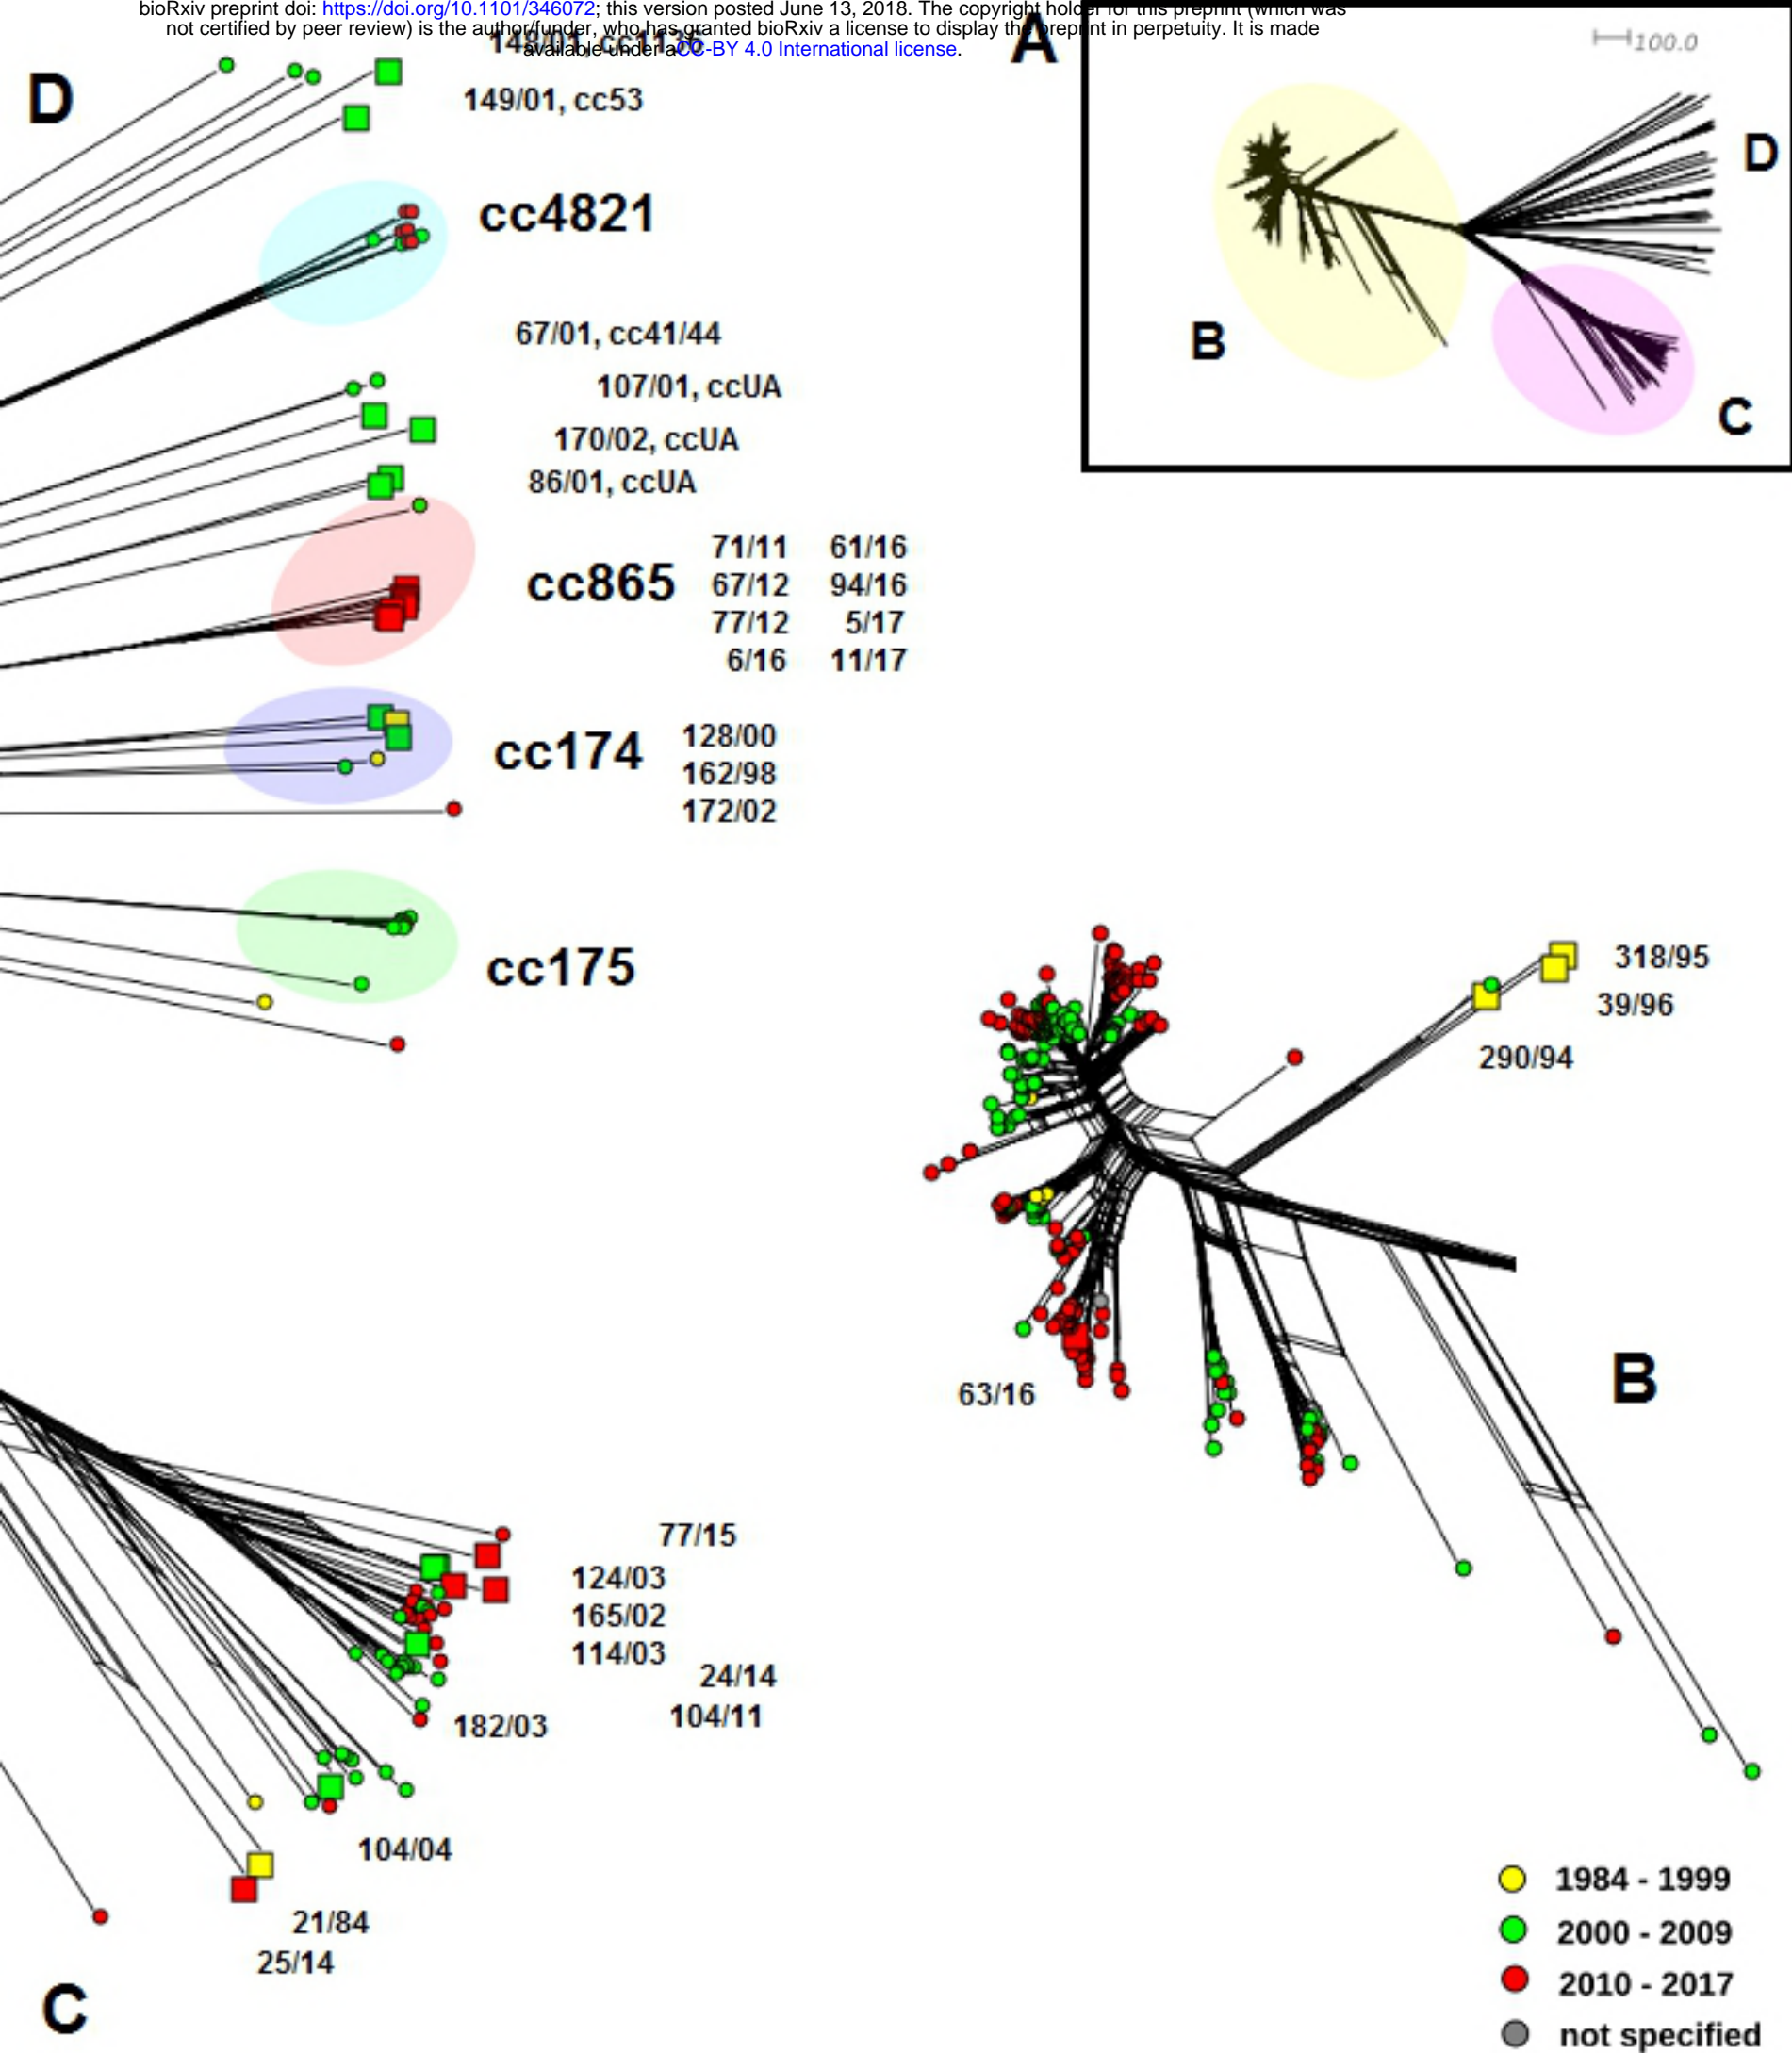 bioRxiv preprint doi: https://doi.org/10.1101/346072; this version posted June 13, 2018. The copyright holder for this preprint (which was
not certified by peer review) is the author/funder, who has granted bioRxiv a license to display the preprint in perpetuity. It is made
available under aCC-BY 4.0 International license.
148/01, cc1136
D
149/01, cc53
cc4821
67/01, cc41/44
107/01, ccUA
170/02, ccUA
86/01, ccUA
cc865
71/11 61/16
67/12 94/16
77/12 5/17
6/16 11/17
cc174
128/00
162/98
172/02
cc175
A
100.0
D
B
C
318/95
39/96
290/94
63/16
B
77/15
124/03
165/02
114/03
24/14
104/11
182/03
104/04
21/84
25/14
C
1984 - 1999
2000 - 2009
2010 - 2017
not specified